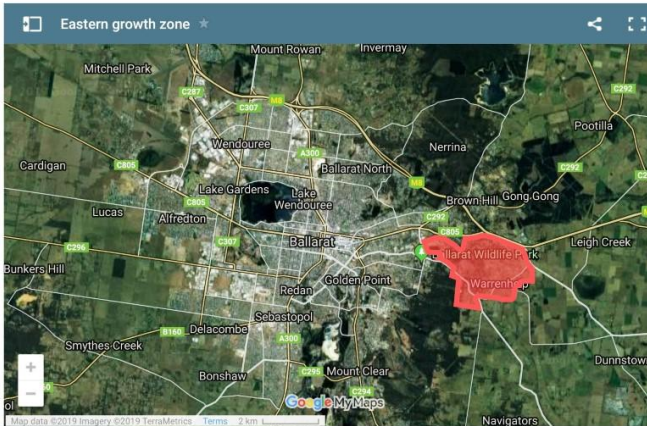 Eastern growth zone
Mount Rowan
Invermay
Mitchell Park
C287
C307
M8
C292
Pootilla
Wendouree
A300
Nerrina
Cardigan
C805
Ballarat North
C292
M8
Lake Gardens
Lake
Wendouree
C805
Brown Hill
Gong Gong
Lucas
Alfredton
C292
C805
C307
Ballarat
C296
Ballarat Wildlife Park
Leigh Creek
Bunkers Hill
Redan
Golden Point
Warrenheip
Sebastopol
B160
Delacombe
A300
Smythes Creek
Dunnstown
Bonshaw
C295
Mount Clear
C294
Google My Maps
Navigators
Map data ©2019 Imagery ©2019 TerraMetrics
Terms
2 km